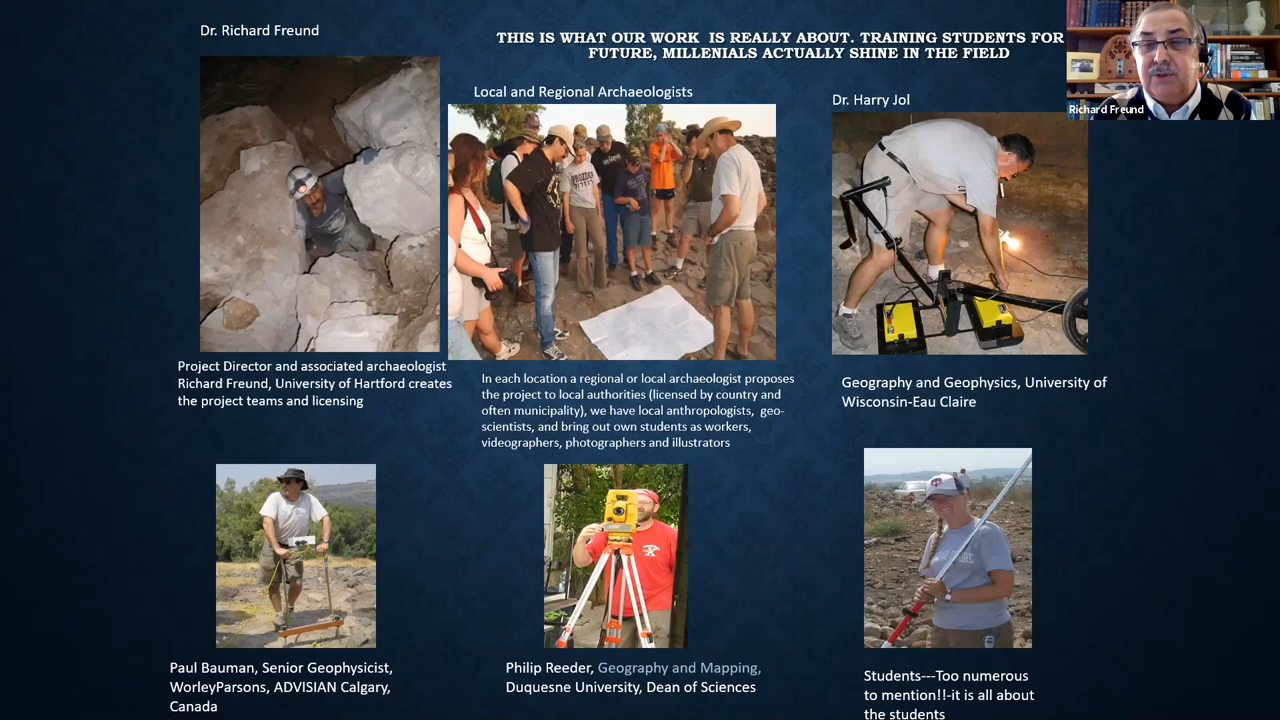 Dr. Richard Freund
THIS IS WHAT OUR WORK  IS REALLY ABOUT. TRAINING STUDENTS FOR
FUTURE, MILLENIALS ACTUALLY SHINE IN THE FIELD
Richard Freund
Local and Regional Archaeologists
Dr. Harry Jol
Project Director and associated archaeologist
Richard Freund, University of Hartford creates
the project teams and licensing
In each location a regional or local archaeologist proposes
the project to local authorities (licensed by country and
often municipality), we have local anthropologists,  geo-
scientists, and bring out own students as workers,
videographers, photographers and illustrators
Geography and Geophysics, University of
Wisconsin-Eau Claire
Paul Bauman, Senior Geophysicist,
WorleyParsons, ADVISIAN Calgary,
Canada
Philip Reeder, Geography and Mapping,
Duquesne University, Dean of Sciences
Students---Too numerous
to mention!!-it is all about
the students